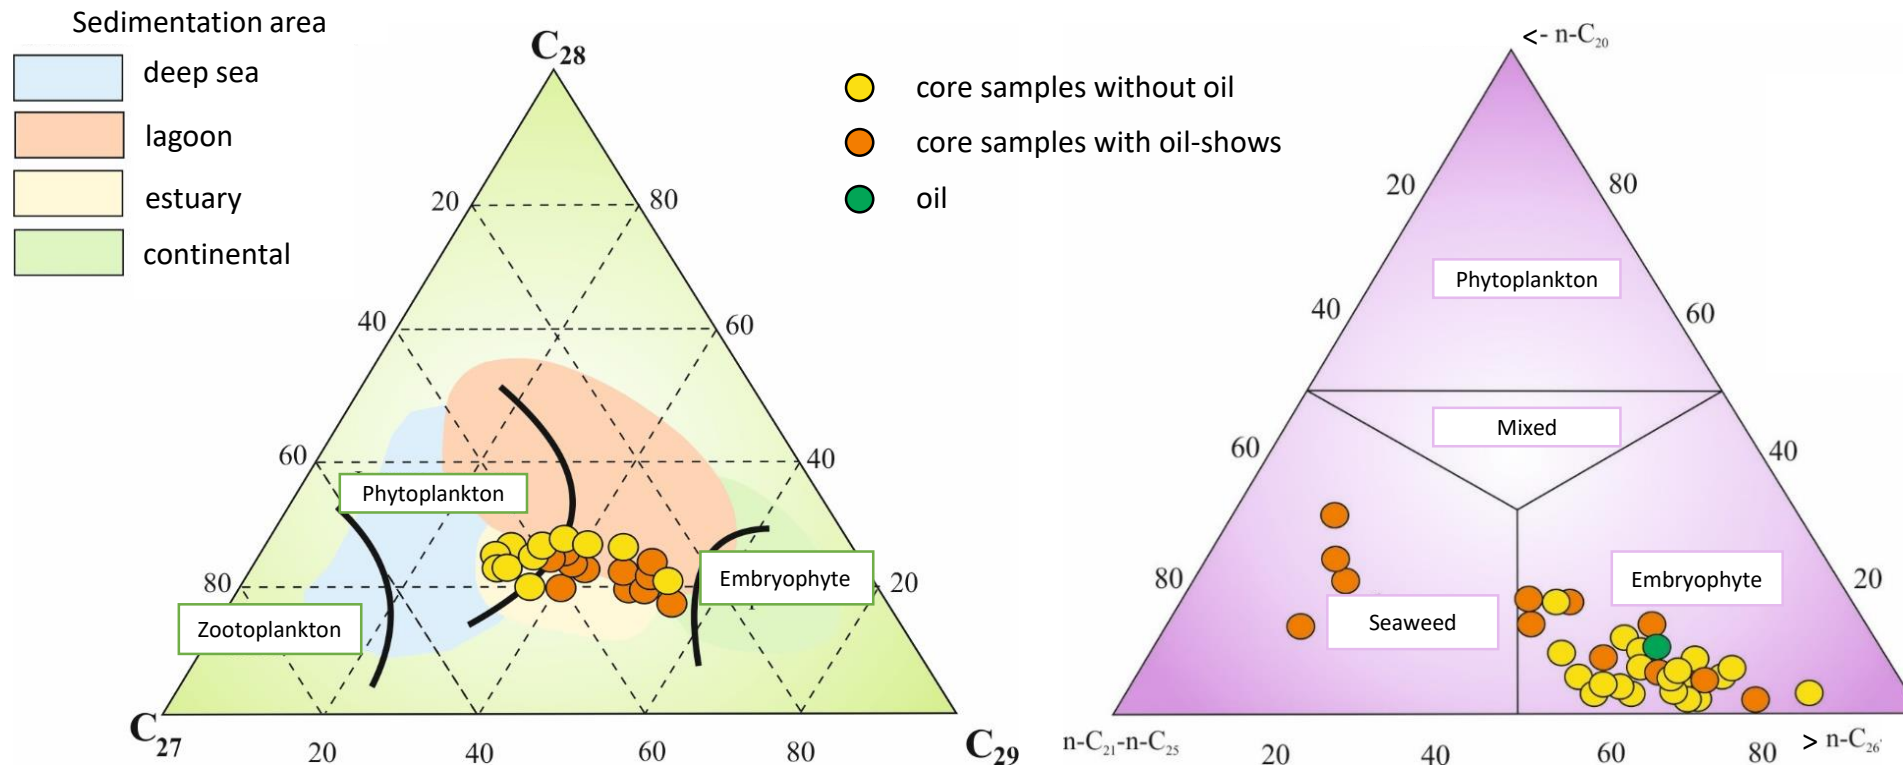 Sedimentation area
deep sea
lagoon
estuary
continental
C28
20
80
40
60
60
40
80
20
Phytoplankton
Zootoplankton
Embryophyte
C27
20
40
60
80
C29
core samples without oil
core samples with oil-shows
oil
<- n-C20
20
80
Phytoplankton
40
60
Mixed
60
40
80
20
Embryophyte
Seaweed
n-C21-n-C25
20
40
60
80
> n-C26